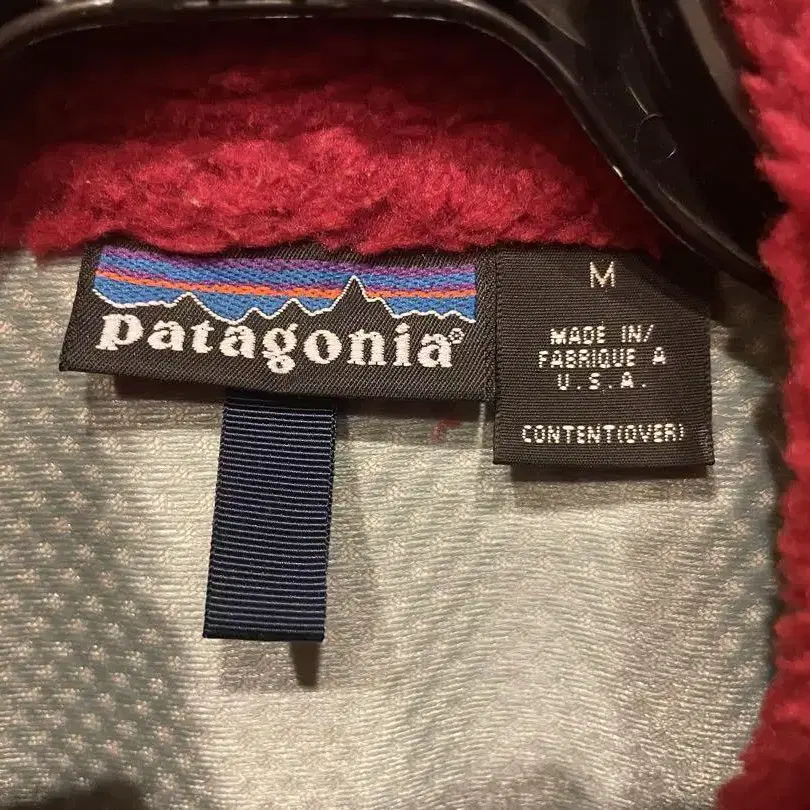 patagonia®
M
MADE IN/
FABRIQUE A
U.S.A.
CONTENT(OVER)